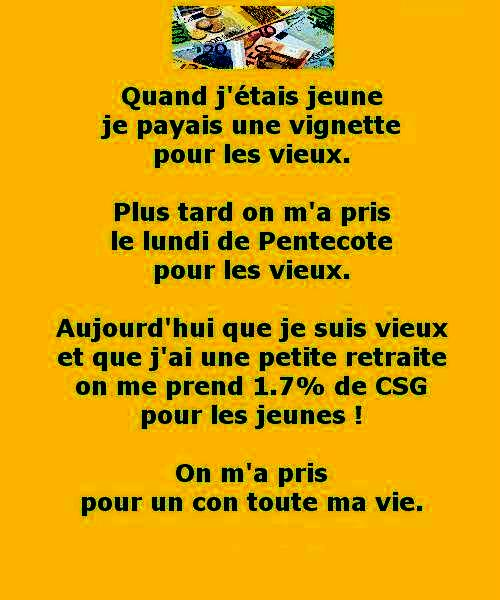 Quand j'étais jeune
je payais une vignette
pour les vieux.
Plus tard on m'a pris
le lundi de Pentecote
pour les vieux.
Aujourd'hui que je suis vieux
et que j'ai une petite retraite
on me prend 1.7% de CSG
pour les jeunes !
On m'a pris
pour un con toute ma vie.